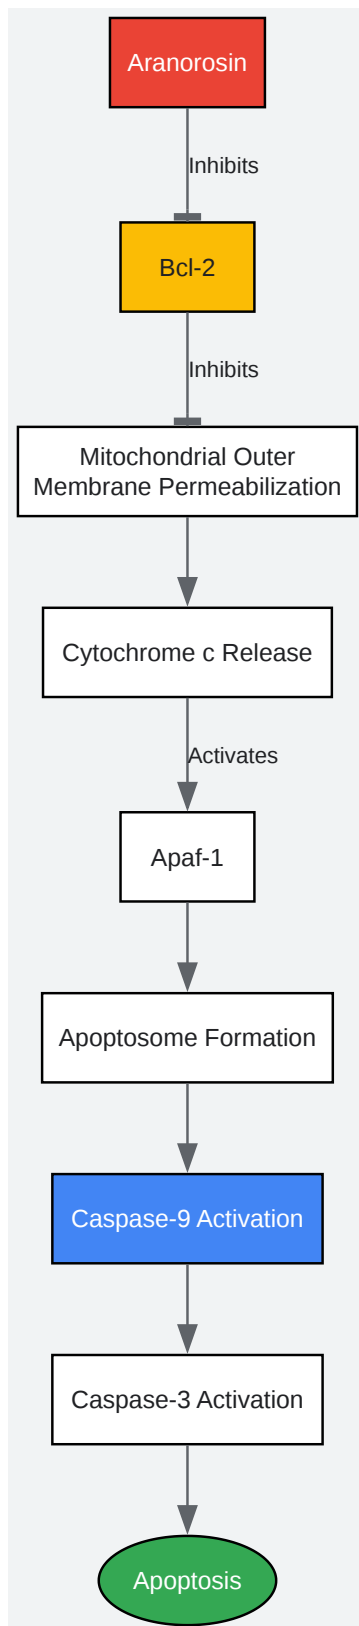 Aranorosin
Inhibits
Bcl-2
Inhibits
Mitochondrial Outer
Membrane Permeabilization
Cytochrome c Release
Activates
Apaf-1
Apoptosome Formation
Caspase-9 Activation
Caspase-3 Activation
Apoptosis